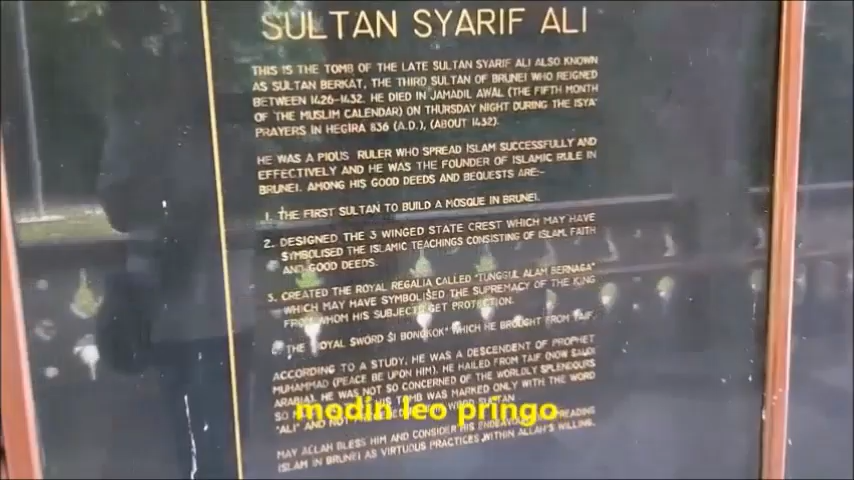 SULTAN SYARIF ALI
THIS IS THE TOMB OF THE LATE SULTAN SYARIF ALI ALSO KNOWN
AS SULTAN BERKAT, THE THIRD SULTAN OF BRUNEI WHO REIGNED
BETWEEN 1426-1432. HE DIED IN JAMADIL AWAL (THE FIFTH MONTH
OF THE MUSLIM CALENDAR) ON THURSDAY NIGHT DURING THE ISYA'
PRAYERS IN HEGIRA 836 (A.D.), (ABOUT 1432).
HE WAS A PIOUS RULER WHO SPREAD ISLAM SUCCESSFULLY AND
EFFECTIVELY AND HE WAS THE FOUNDER OF ISLAMIC RULE IN
BRUNEI. AMONG HIS GOOD DEEDS AND BEQUESTS ARE:-
1. THE FIRST SULTAN TO BUILD A MOSQUE IN BRUNEI.
2. DESIGNED THE 3 WINGED STATE CREST WHICH MAY HAVE
SYMBOLISED THE ISLAMIC TEACHINGS CONSISTING OF ISLAM, FAITH
AND GOOD DEEDS.
3. CREATED THE ROYAL REGALIA CALLED "TUNGGUL ALAM BERNAGA"
WHICH MAY HAVE SYMBOLISED THE SUPREMACY OF THE KING
FROM WHOM HIS SUBJECTS GET PROTECTION.
THE ROYAL SWORD SI BONGKOK" WHICH HE BROUGHT FROM TAIF.
ACCORDING TO A STUDY, HE WAS A DESCENT OF PROPHET
MUHAMMAD (PEACE BE UPON HIM). HE HAILED FROM TAIF (NOW SAUDI
ARABIA). HE WAS NOT SO CONCERNED OF THE WORLDLY SPLENDOURS
SO HIS TOMB WAS MARKED ONLY WITH THE WORD
modin leo pringo
"ALI" AND NOT WORD SULTAN.
MAY ALLAH BLESS HIM AND CONSIDER HIS ENDEAVOUR
ISLAM IN BRUNEI AS VIRTUOUS PRACTICES WITHIN ALLAH'S WILLING.